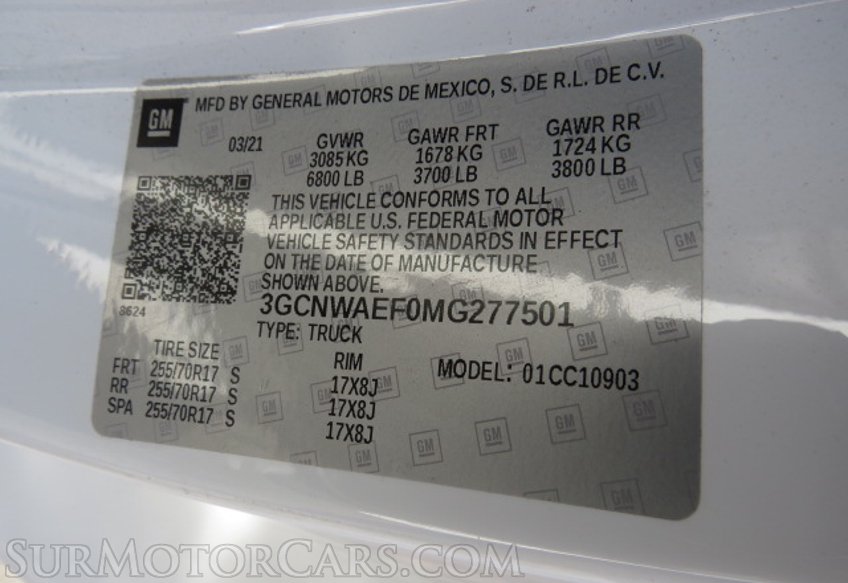 GM
MFD BY GENERAL MOTORS DE MEXICO, S. DE R.L. DE C.V.
03/21
GVWR GAWR FRT GAWR RR
3085 KG 1678 KG 1724 KG
6800 LB 3700 LB 3800 LB
THIS VEHICLE CONFORMS TO ALL
APPLICABLE U.S. FEDERAL MOTOR
VEHICLE SAFETY STANDARDS IN EFFECT
ON THE DATE OF MANUFACTURE
SHOWN ABOVE.
8624
3GCNWAEF0MG277501
TYPE: TRUCK
TIRE SIZE RIM MODEL: 01CC10903
FRT 255/70R17 S 17X8J
RR 255/70R17 S 17X8J
SPA 255/70R17 S 17X8J
SURMOTORCARS.COM